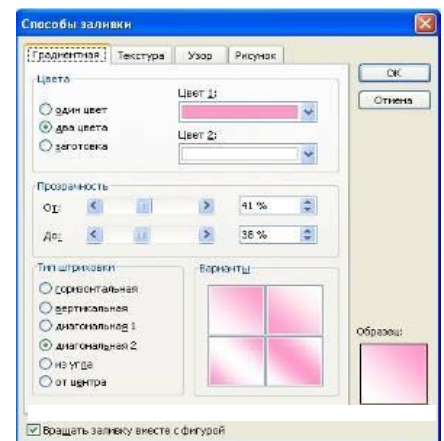 Способы заливки
Градиентная Текстура Узор Рисунок
ОК
Отмена
Цвета
один цвет
два цвета
заготовка
Цвет 1:
Цвет 2:
Прозрачность
От: 41 %
До: 38 %
Тип штриховки
горизонтальная
вертикальная
диагональная 1
диагональная 2
из угла
от центра
Варианты
Образец:
Вращать заливку вместе с фигурой